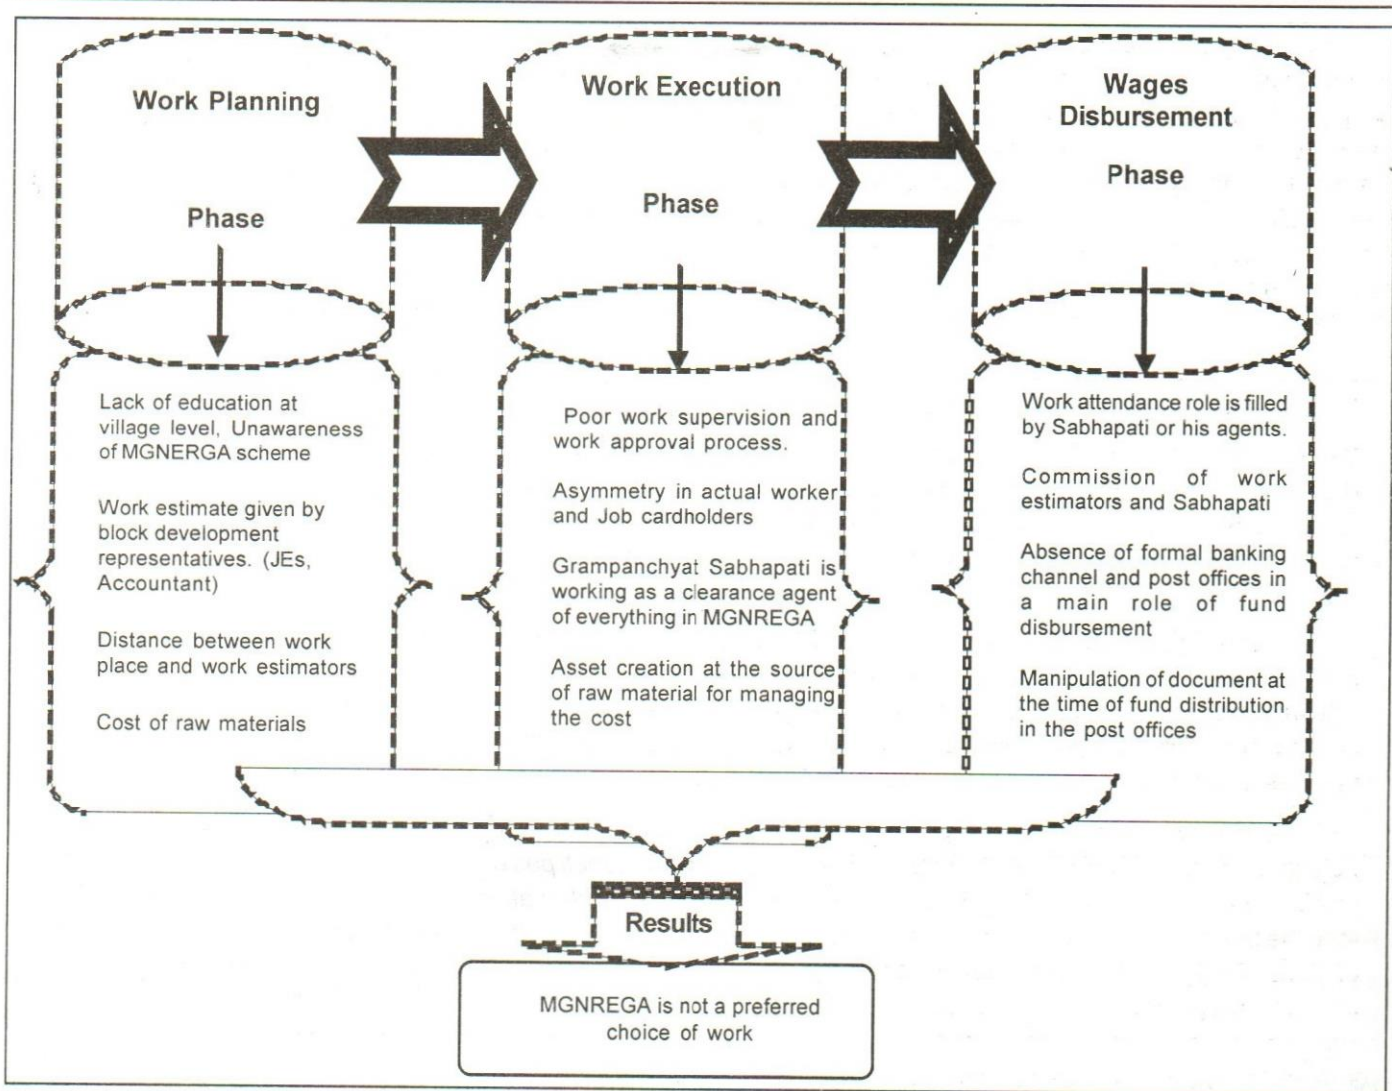 Work Planning
Phase
Work Execution
Phase
Wages
Disbursement
Phase
Lack of education at
village level, Unawareness
of MGNERGA scheme
Work estimate given by
block development
representatives. (JEs,
Accountant)
Distance between work
place and work estimators
Cost of raw materials
Poor work supervision and
work approval process.
Asymmetry in actual worker
and Job cardholders
Grampanchyat Sabhapati is
working as a clearance agent
of everything in MGNREGA
Asset creation at the source
of raw material for managing
the cost
Work attendance role is filled
by Sabhapati or his agents.
Commission of work
estimators and Sabhapati
Absence of formal banking
channel and post offices in
a main role of fund
disbursement
Manipulation of document at
the time of fund distribution
in the post offices
Results
MGNREGA is not a preferred
choice of work